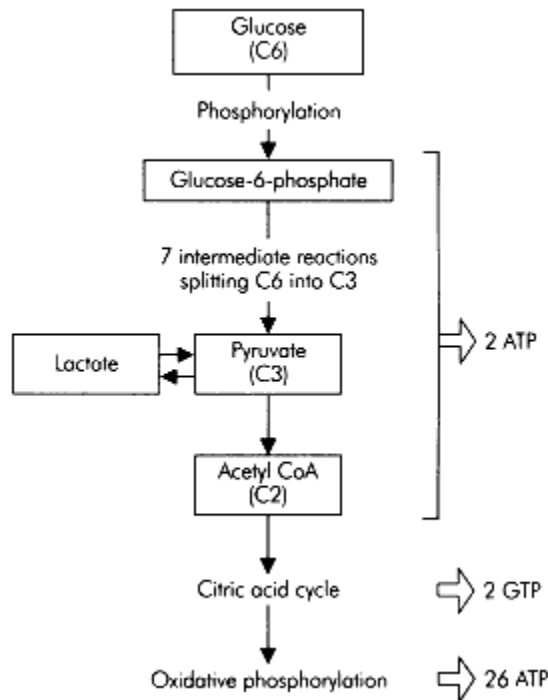 Glucose
(C6)
Phosphorylation
Glucose-6-phosphate
7 intermediate reactions
splitting C6 into C3
2 ATP
Lactate
Pyruvate
(C3)
Acetyl CoA
(C2)
Citric acid cycle
2 GTP
Oxidative phosphorylation
26 ATP